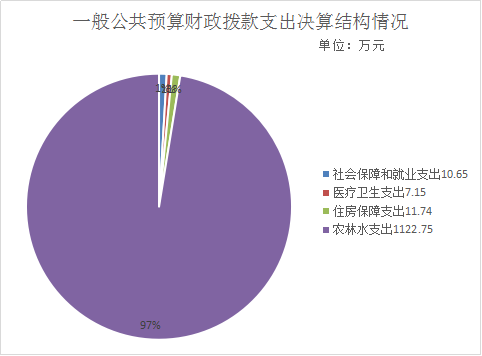 一般公共预算财政拨款支出决算结构情况
单位：万元
1%
97%
社会保障和就业支出10.65
医疗卫生支出7.15
住房保障支出11.74
农林水支出1122.75